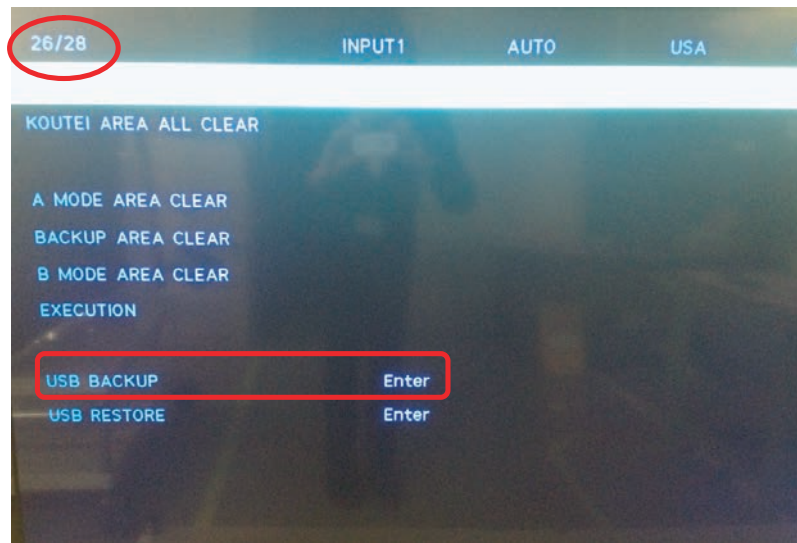 26/28 INPUT1 AUTO USA
KOUTEI AREA ALL CLEAR
A MODE AREA CLEAR
BACKUP AREA CLEAR
B MODE AREA CLEAR
EXECUTION
USB BACKUP Enter
USB RESTORE Enter